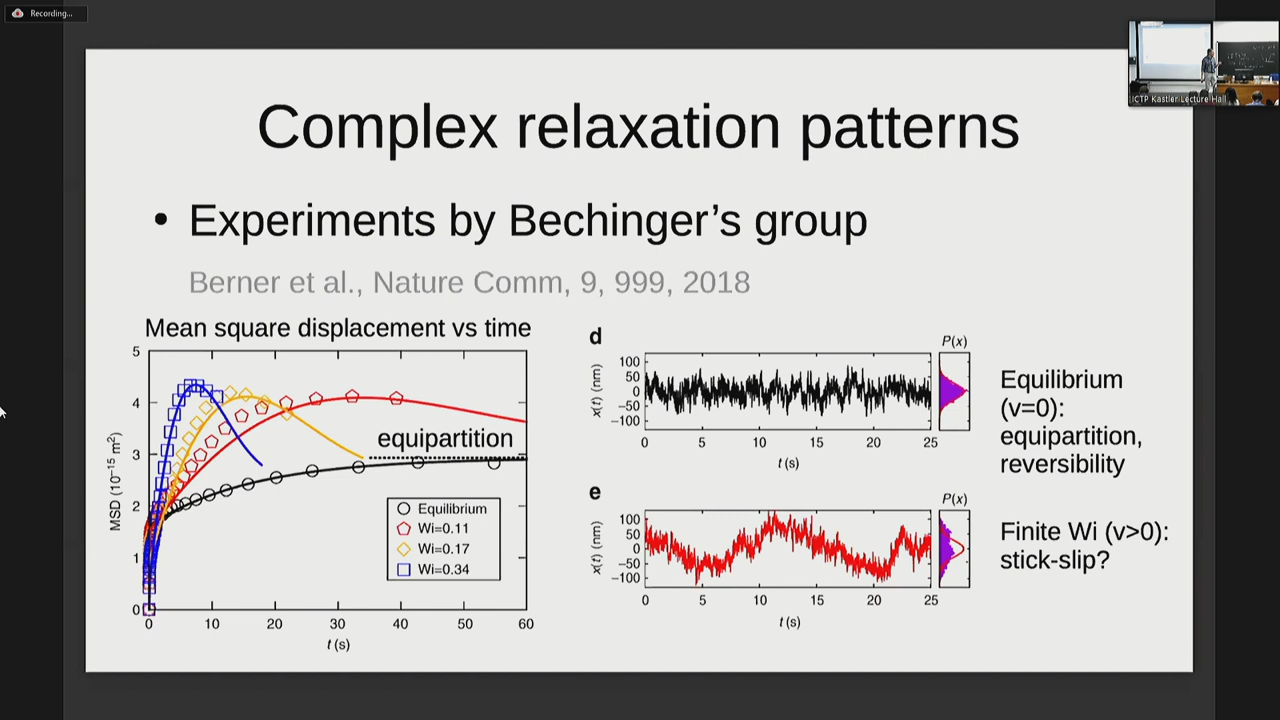 Recording...
ICTP Kastler Lecture Hall
Complex relaxation patterns
• Experiments by Bechinger’s group
Berner et al., Nature Comm, 9, 999, 2018
Mean square displacement vs time
5
4
3
2
1
0
MSD (10⁻¹⁵ m²)
equipartition
Equilibrium
Wi=0.11
Wi=0.17
Wi=0.34
0 10 20 30 40 50 60
t (s)
d
P(x)
100
50
0
−50
−100
x(t) (nm)
0 5 10 15 20 25
t (s)
Equilibrium
(v=0):
equipartition,
reversibility
e
P(x)
100
50
0
−50
−100
x(t) (nm)
0 5 10 15 20 25
t (s)
Finite Wi (v>0):
stick-slip?